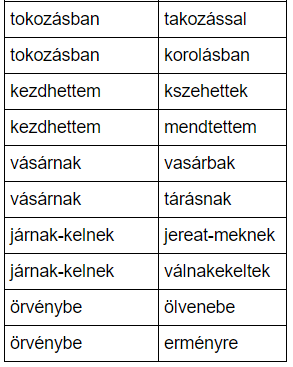 tokozásban takozással
tokozásban korolásban
kezdhettem kszehettek
kezdhettem mendtettem
vásárnak vasárbak
vásárnak tárásnak
járnak-kelnek jereat-meknek
járnak-kelnek válnakekeltek
örvénybe ölvenebe
örvénybe erményre